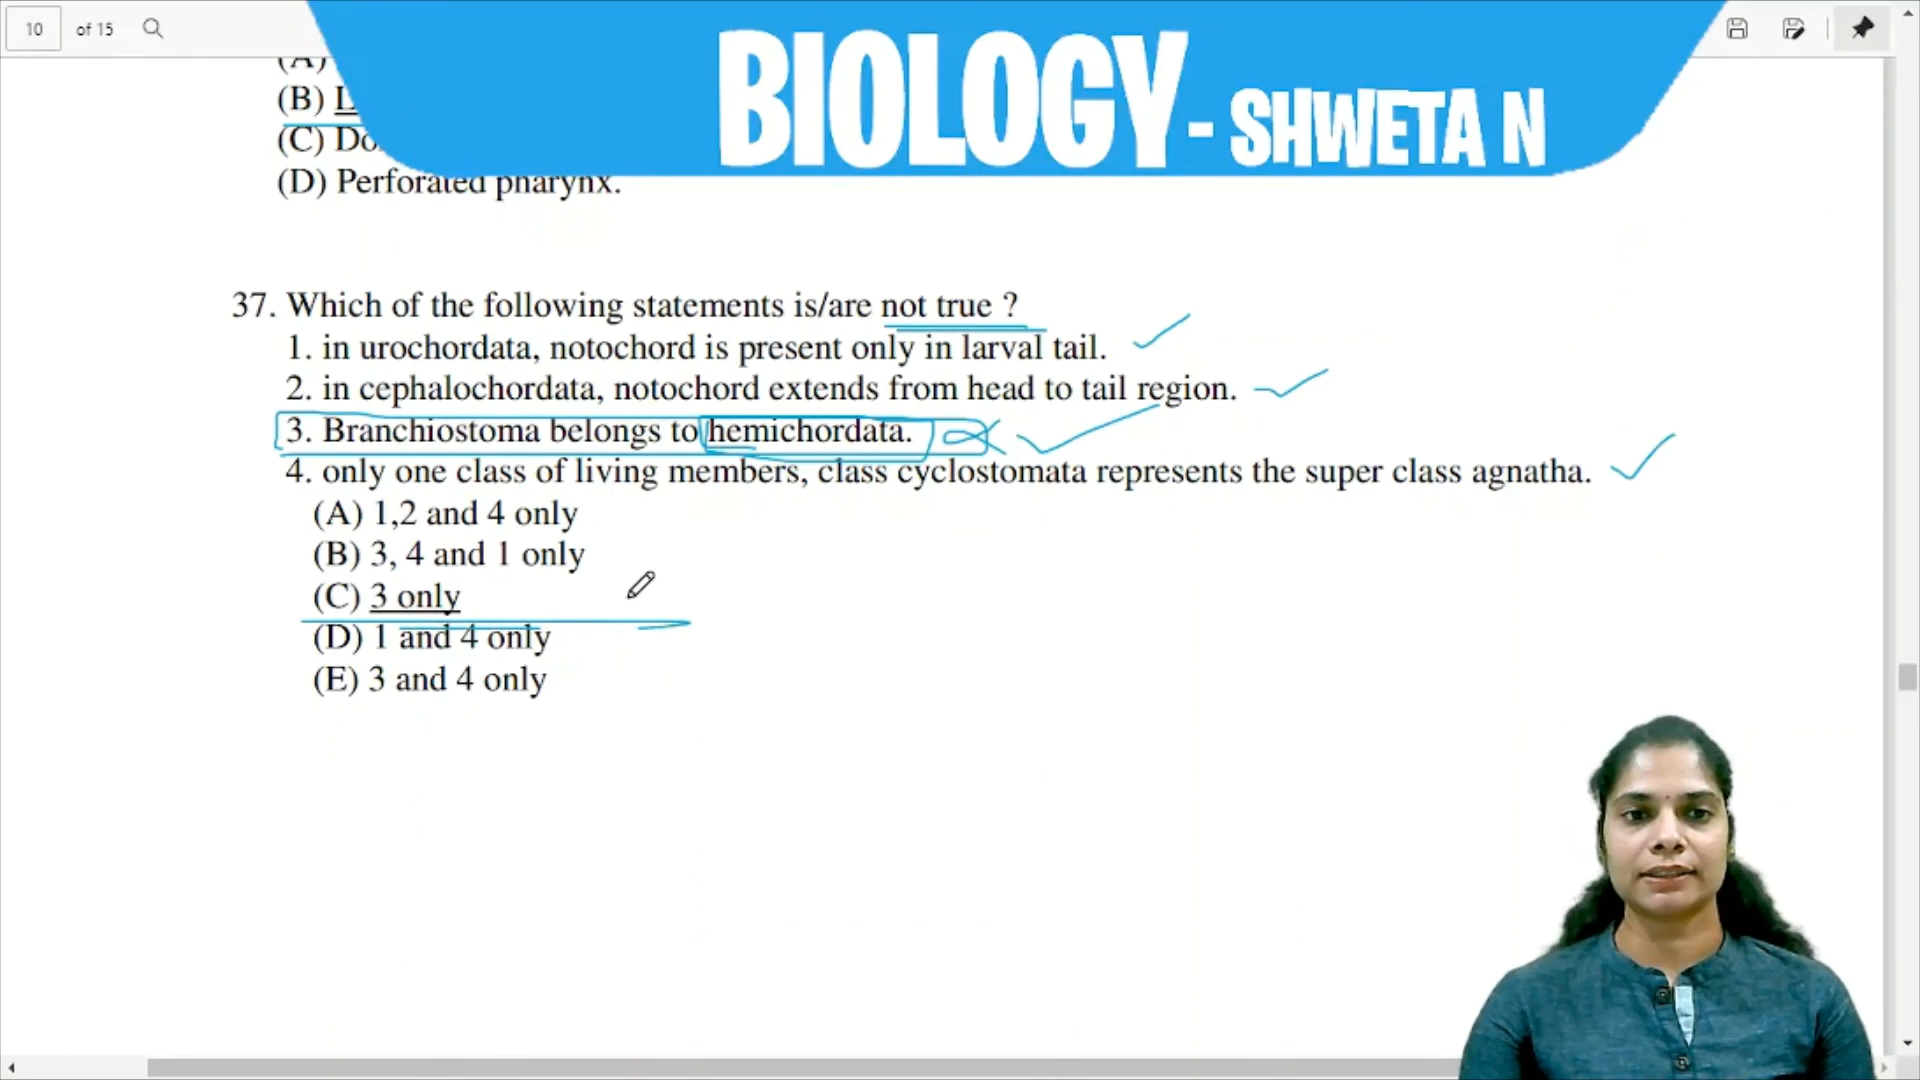 10 of 15
BIOLOGY - SHWETA N
(A)
(B)
(C) Do
(D) Perforated pharynx.
37. Which of the following statements is/are not true ?
1. in urochordata, notochord is present only in larval tail.
2. in cephalochordata, notochord extends from head to tail region.
3. Branchiostoma belongs to hemichordata.
4. only one class of living members, class cyclostomata represents the super class agnatha.
(A) 1,2 and 4 only
(B) 3, 4 and 1 only
(C) 3 only
(D) 1 and 4 only
(E) 3 and 4 only